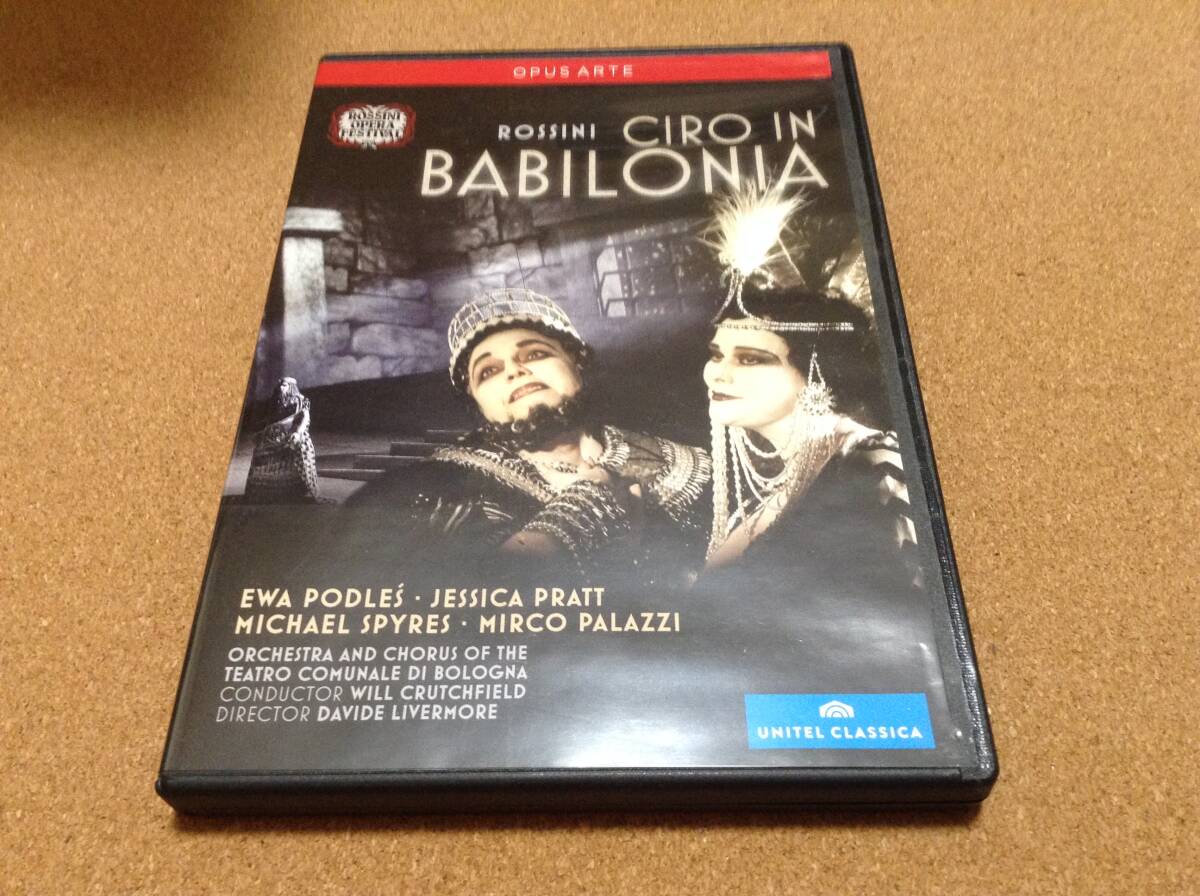 OPUS ARTE
ROSSINI
OPERA
FESTIVAL
ROSSINI CIRO IN
BABILONIA
EWA PODLEŚ · JESSICA PRATT
MICHAEL SPYRES · MIRCO PALAZZI
ORCHESTRA AND CHORUS OF THE
TEATRO COMUNALE DI BOLOGNA
CONDUCTOR WILL CRUTCHFIELD
DIRECTOR DAVIDE LIVERMORE
UNITEL CLASSICA